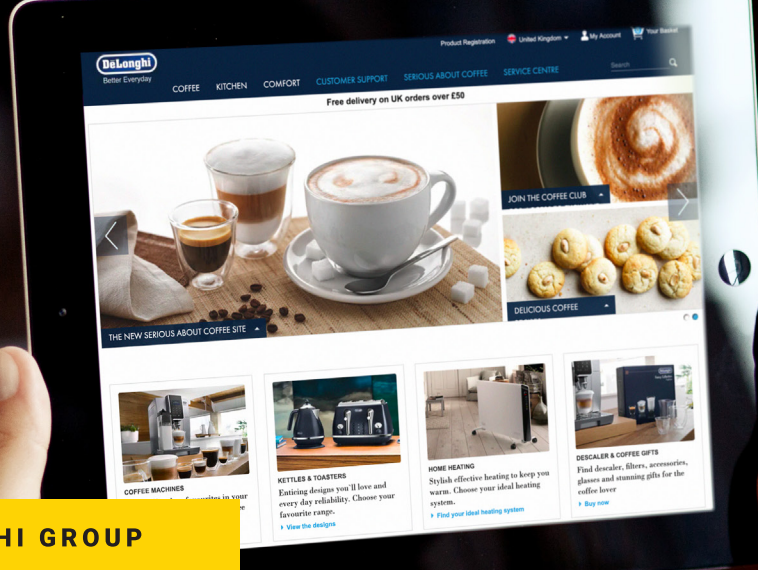 Product Registration
United Kingdom
My Account
Your Basket
DēLonghi
Better Everyday
COFFEE
KITCHEN
COMFORT
CUSTOMER SUPPORT
SERIOUS ABOUT COFFEE
SERVICE CENTRE
Search
Free delivery on UK orders over £50
JOIN THE COFFEE CLUB
DELICIOUS COFFEE
THE NEW SERIOUS ABOUT COFFEE SITE
COFFEE MACHINES
in your
KETTLES & TOASTERS
Enticing designs you'll love and
every day reliability. Choose your
favourite range.
View the designs
HOME HEATING
Stylish effective heating to keep you
warm. Choose your ideal heating
system.
Find your ideal heating system
DESCALER & COFFEE GIFTS
Find descaler, filters, accessories,
glasses and stunning gifts for the
coffee lover
Buy now
HI GROUP